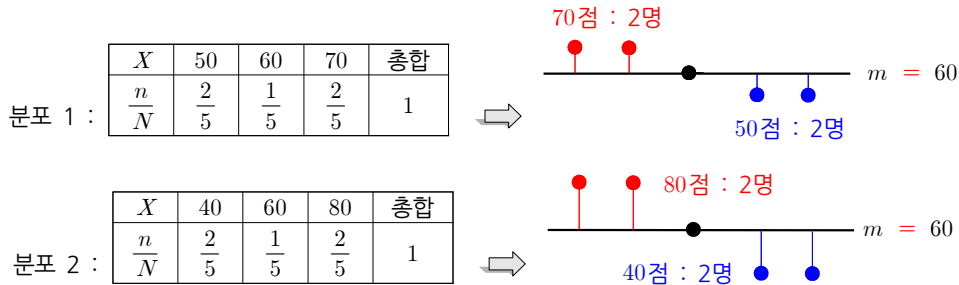 70점 : 2명
X 50 60 70 총합
분포 1 : n/N 2/5 1/5 2/5 1
m = 60
50점 : 2명
80점 : 2명
X 40 60 80 총합
분포 2 : n/N 2/5 1/5 2/5 1
m = 60
40점 : 2명